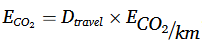 E_{CO_2} = D_{travel} × E_{CO_2/km}